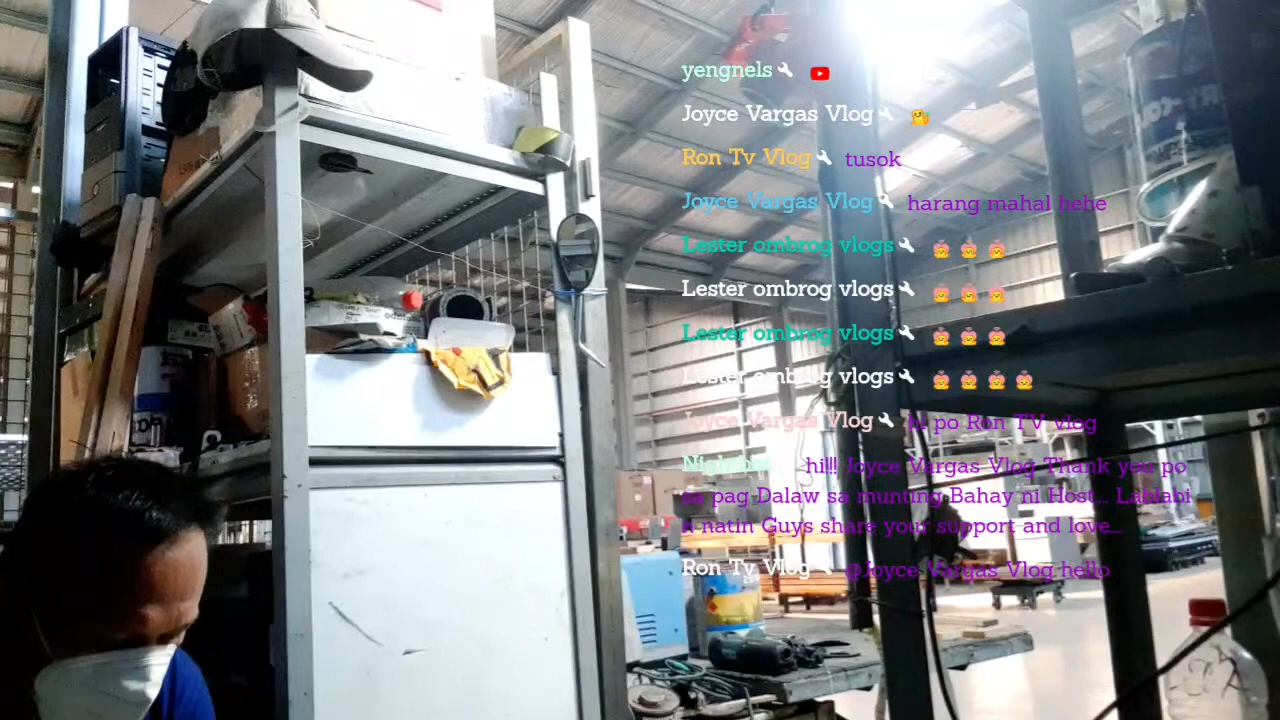 yengnels
Joyce Vargas Vlog
Ron Tv Vlog tusok
Joyce Vargas Vlog harang mahal hehe
Lester ombrog vlogs
Lester ombrog vlogs
Lester ombrog vlogs
Lester ombrog vlogs
Joyce Vargas Vlog hi po Ron TV vlog
Nightbot hi!!! Joyce Vargas Vlog Thank you po
sa pag-Dalaw sa munting Bahay ni Host... Lablabi
n natin Guys share your support and love...
Ron Tv Vlog @Joyce Vargas Vlog hello